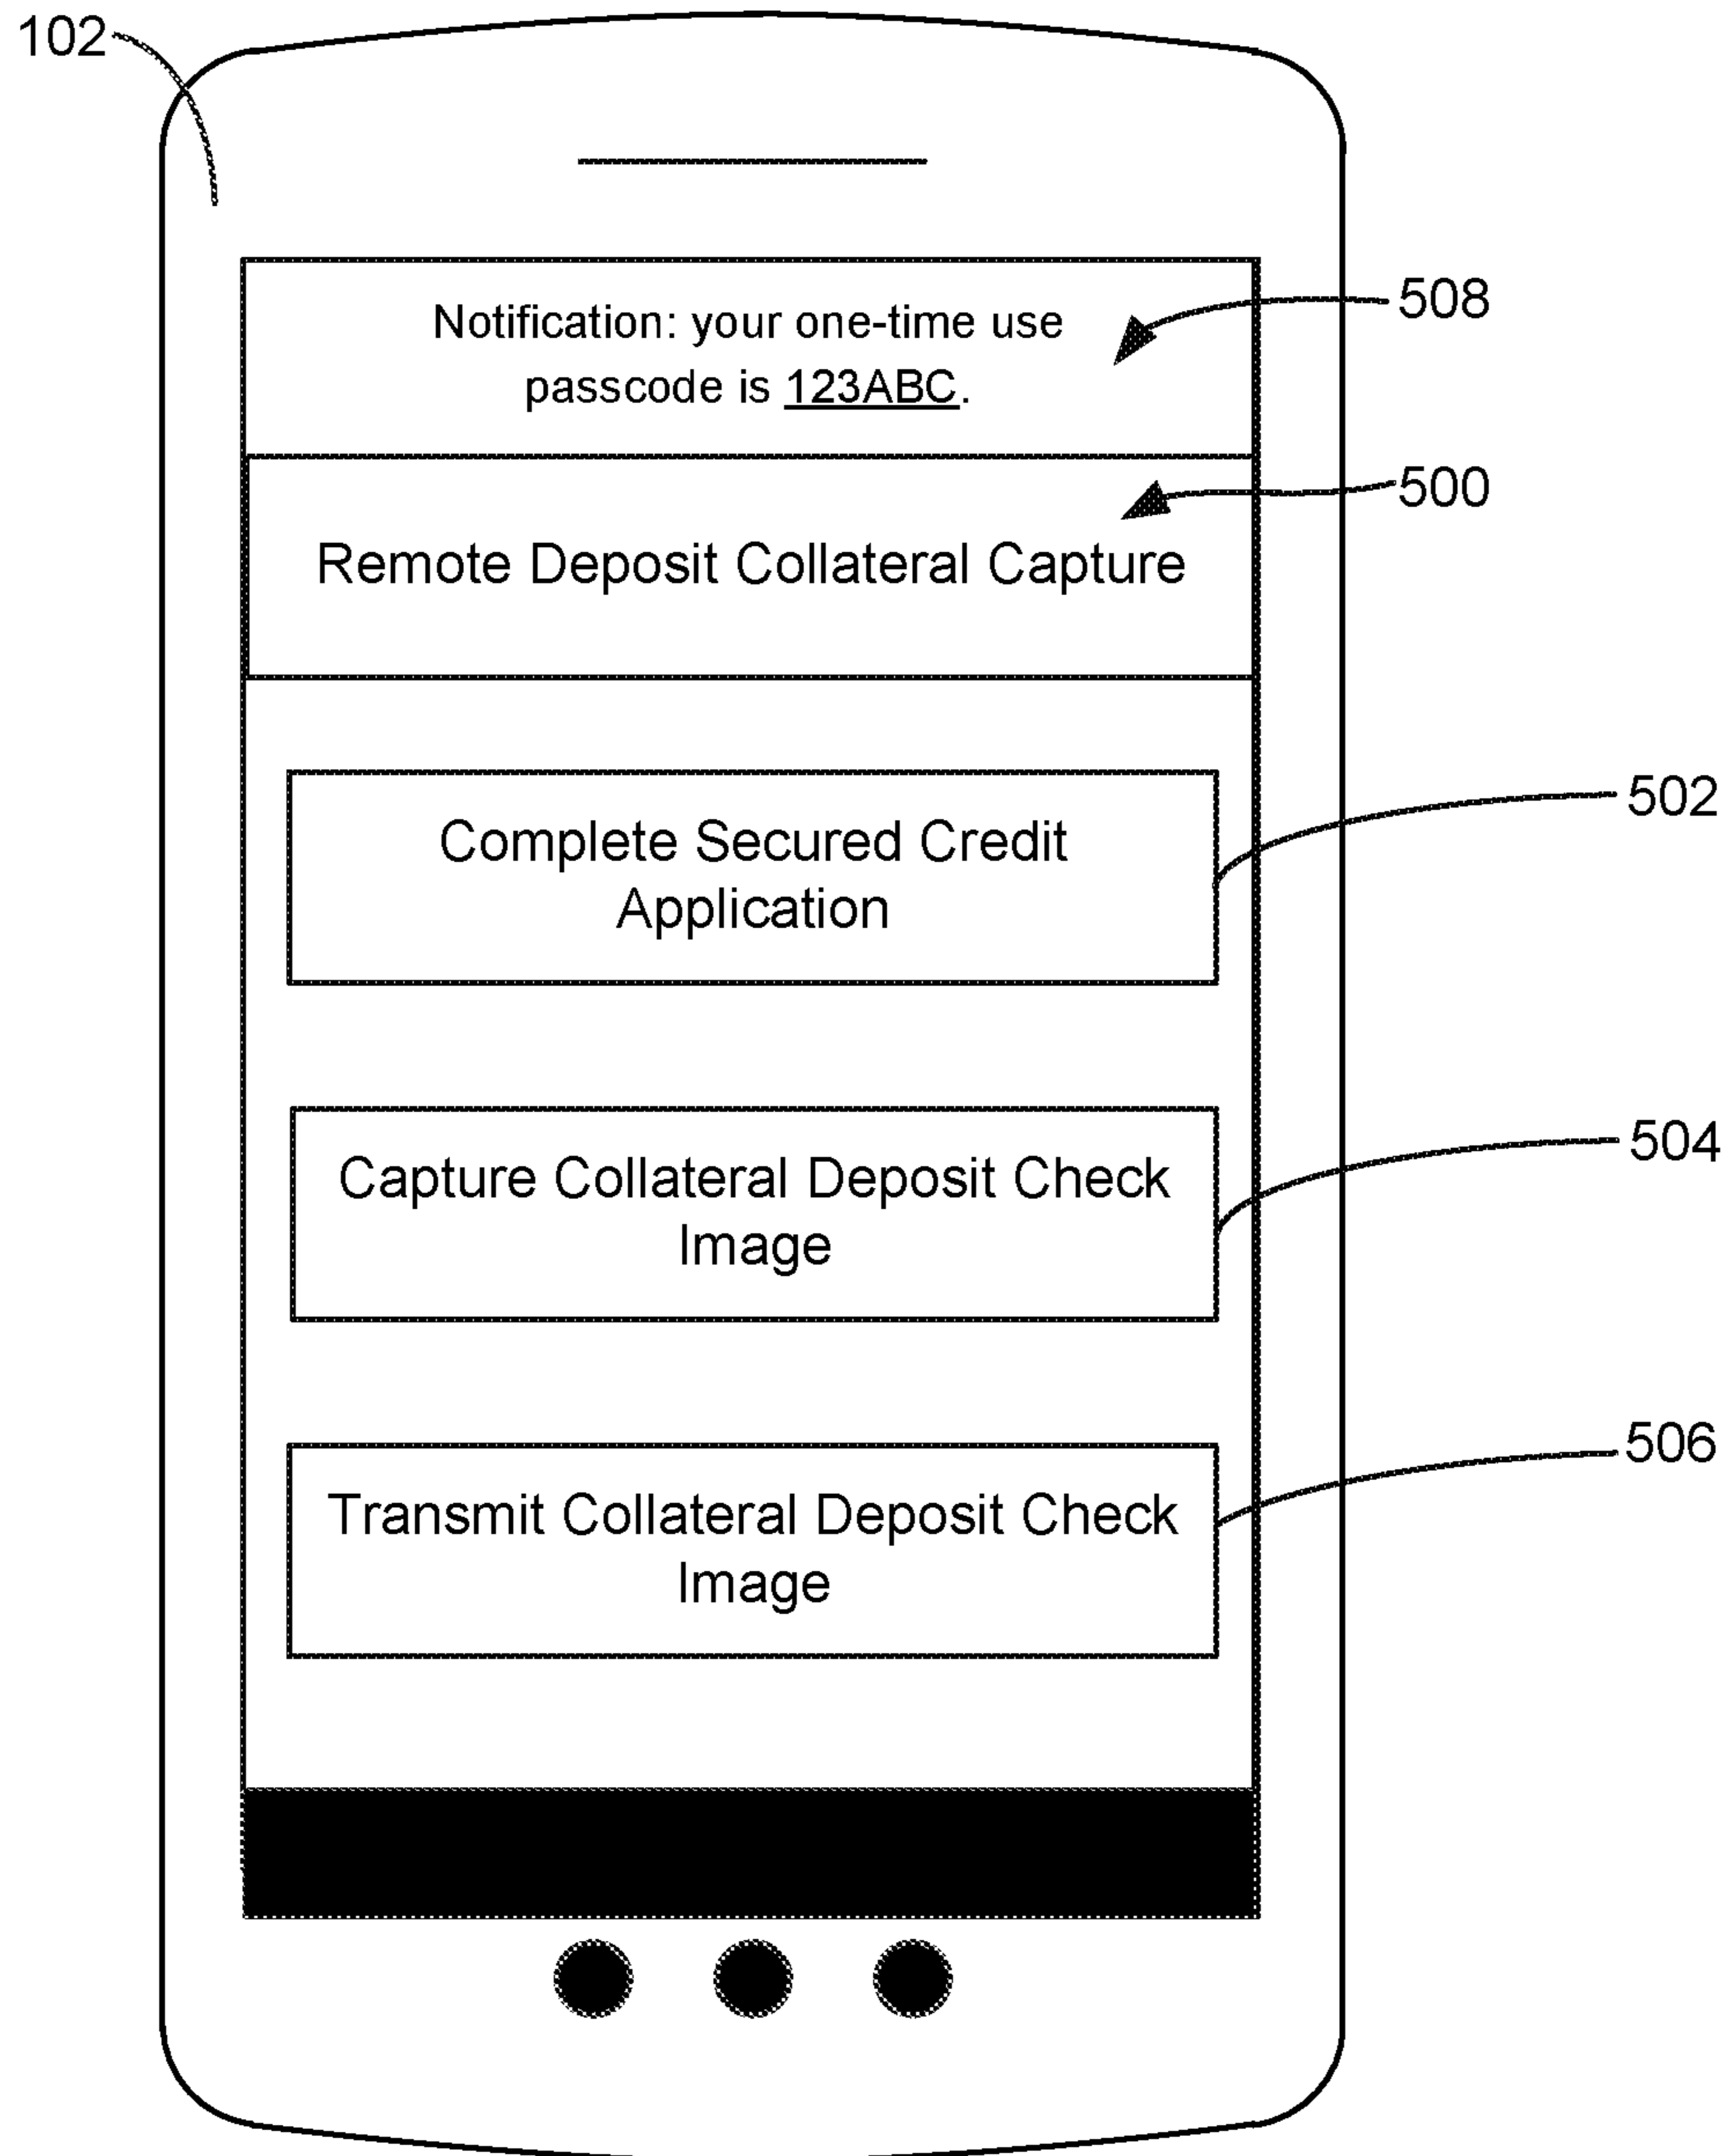 102
Notification: your one-time use
passcode is 123ABC.
508
500
Remote Deposit Collateral Capture
Complete Secured Credit
Application
502
Capture Collateral Deposit Check
Image
504
Transmit Collateral Deposit Check
Image
506